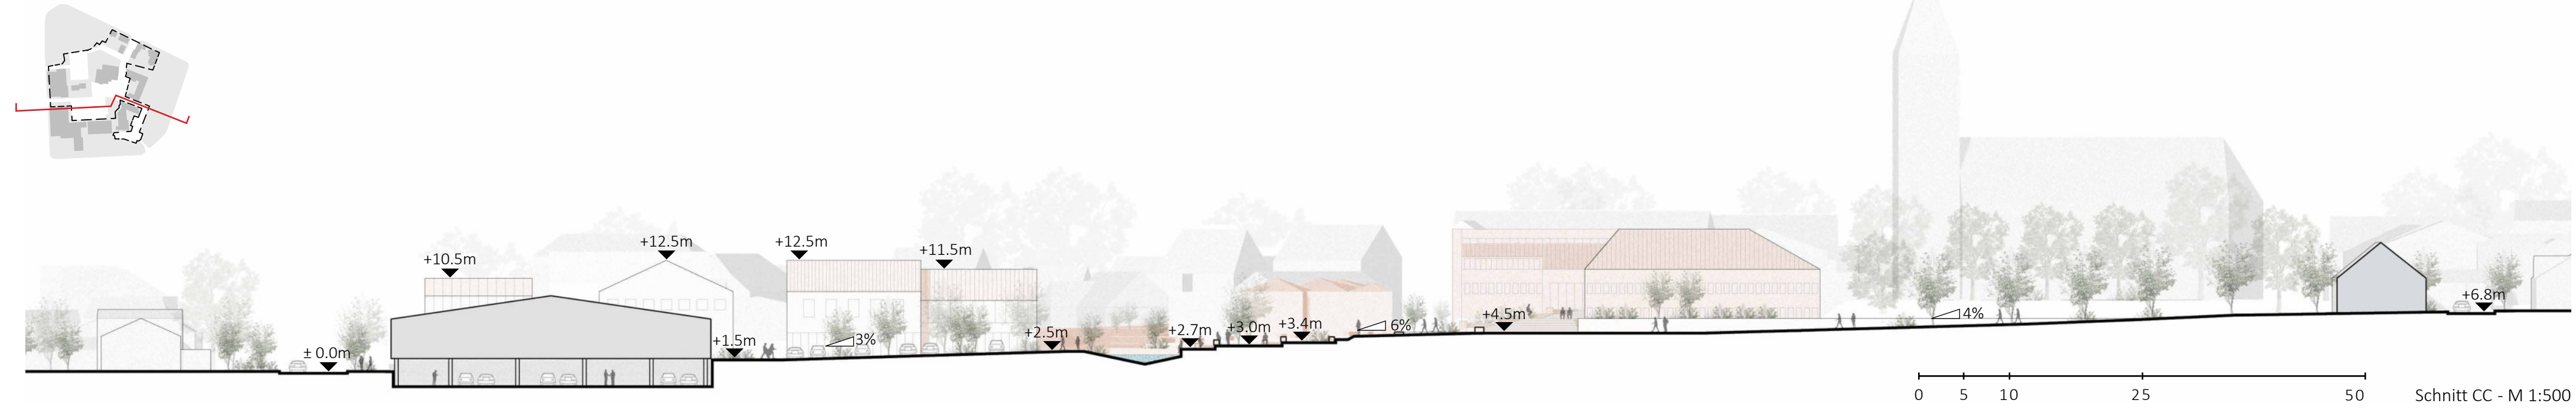 ± 0.0m
+10.5m
+12.5m
+1.5m
+12.5m
3%
+11.5m
+2.5m
+2.7m
+3.0m
+3.4m
6%
+4.5m
4%
+6.8m
0 5 10 25 50
Schnitt CC - M 1:500